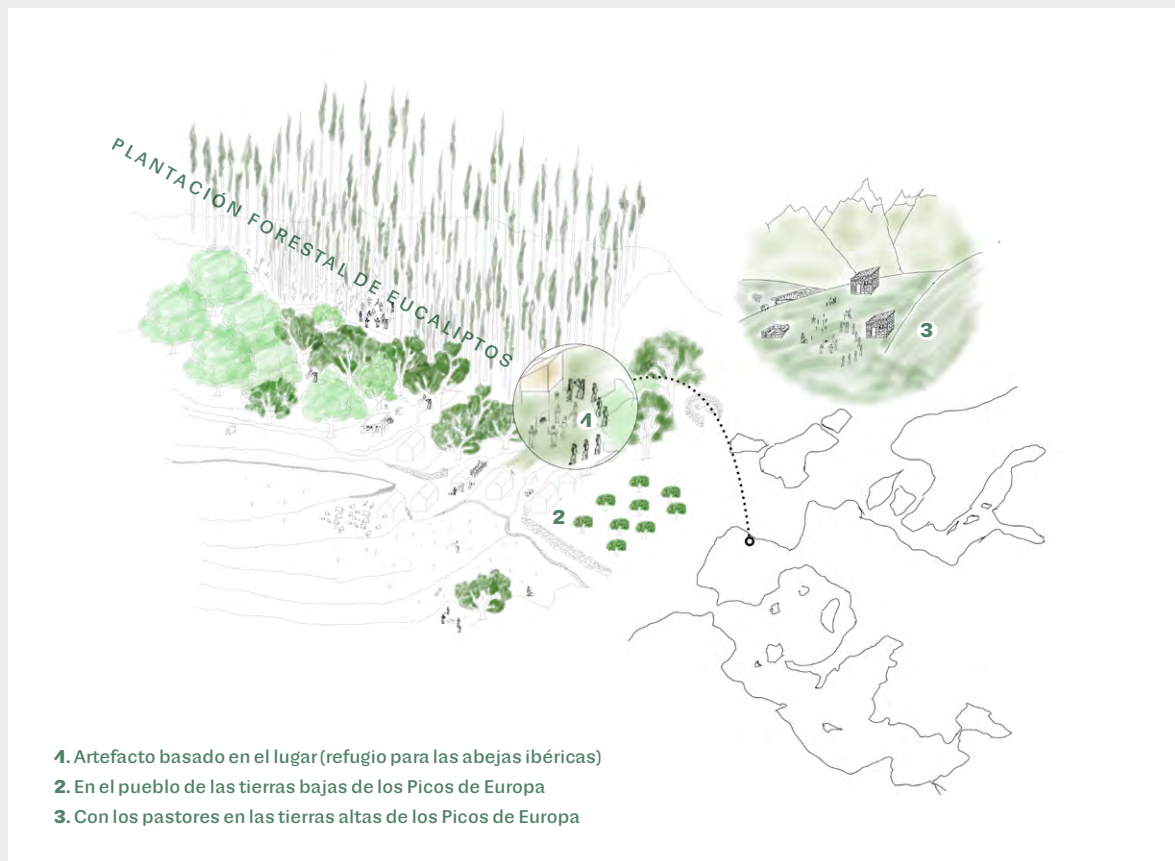 PLANTACIÓN FORESTAL DE EUCALIPTOS
3
1
2
1. Artefacto basado en el lugar (refugio para las abejas ibéricas)
2. En el pueblo de las tierras bajas de los Picos de Europa
3. Con los pastores en las tierras altas de los Picos de Europa